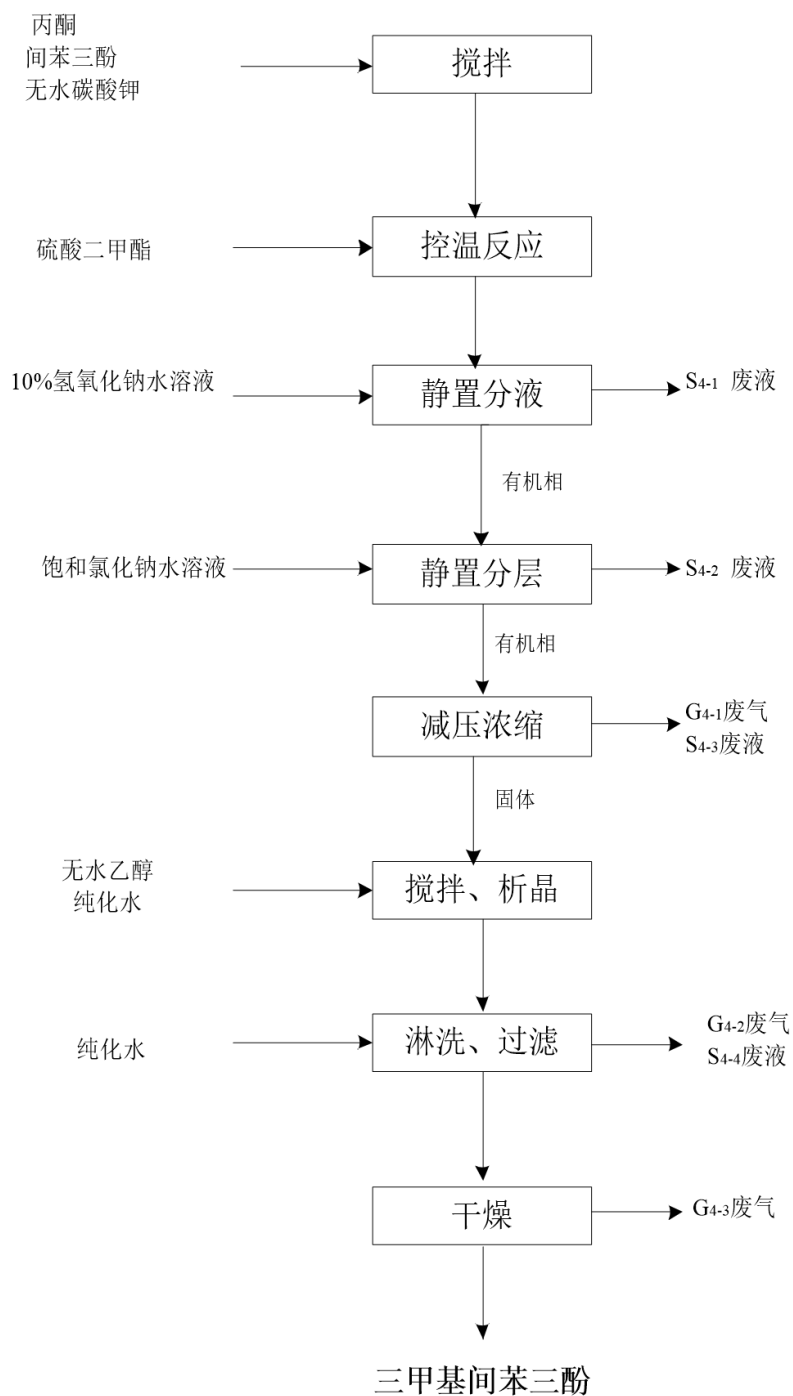 丙酮
间苯三酚
无水碳酸钾
搅拌
硫酸二甲酯
控温反应
10%氢氧化钠水溶液
静置分液
S4-1 废液
有机相
饱和氯化钠水溶液
静置分层
S4-2 废液
有机相
减压浓缩
G4-1废气
S4-3废液
固体
无水乙醇
纯化水
搅拌、析晶
纯化水
淋洗、过滤
G4-2废气
S4-4废液
干燥
G4-3废气
三甲基间苯三酚